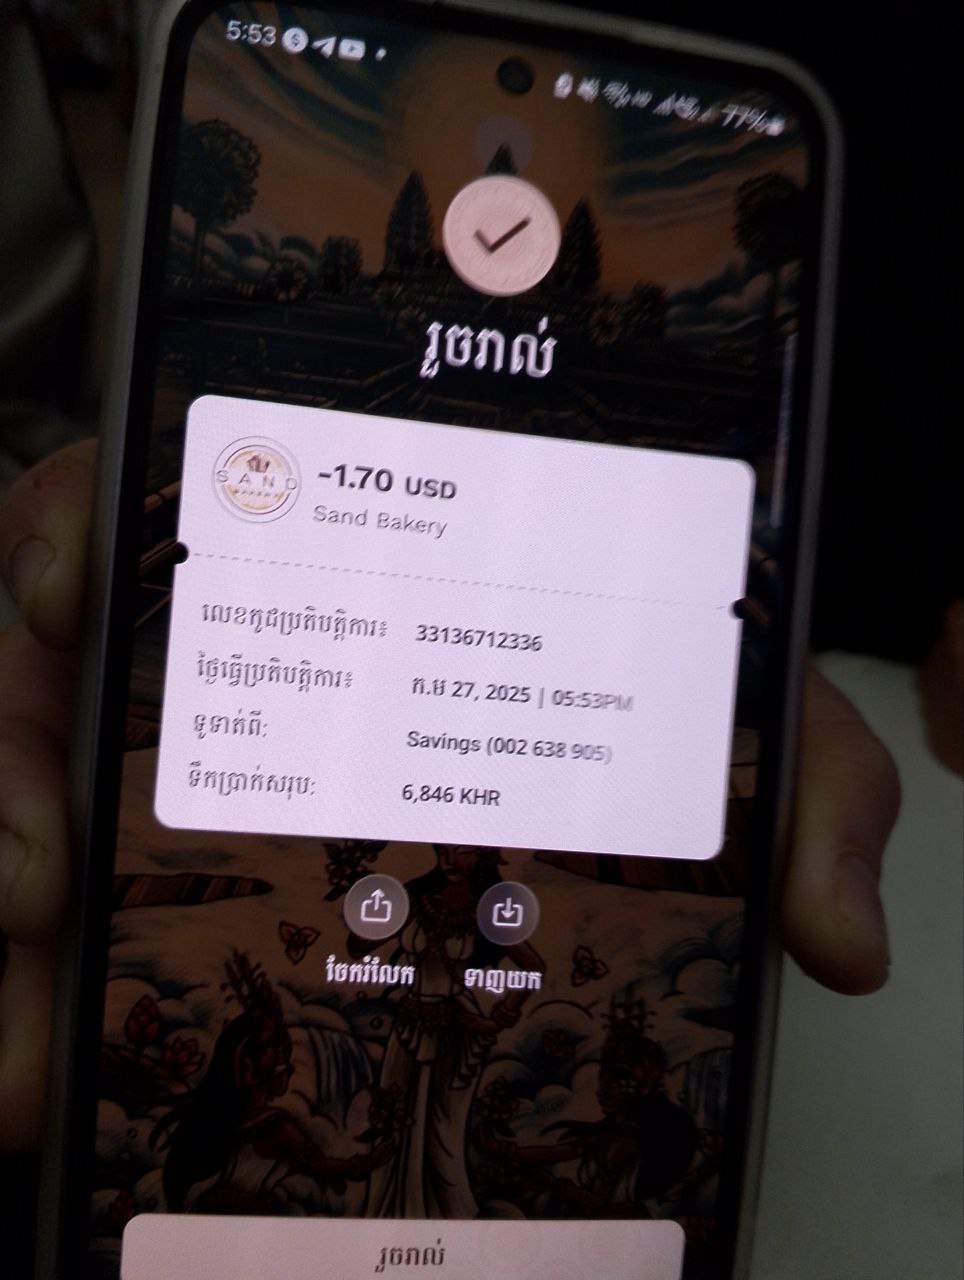 5:53
77%
រួចរាល់
SAND
-1.70 USD
Sand Bakery
លេខកូដប្រតិបត្តិការ៖ 33136712336
ថ្ងៃធ្វើប្រតិបត្តិការ៖ ក.ម 27, 2025 | 05:53PM
ទូទាត់ពី: Savings (002 638 905)
ទឹកប្រាក់សរុប: 6,846 KHR
ចែករំលែក ទាញយក
រួចរាល់